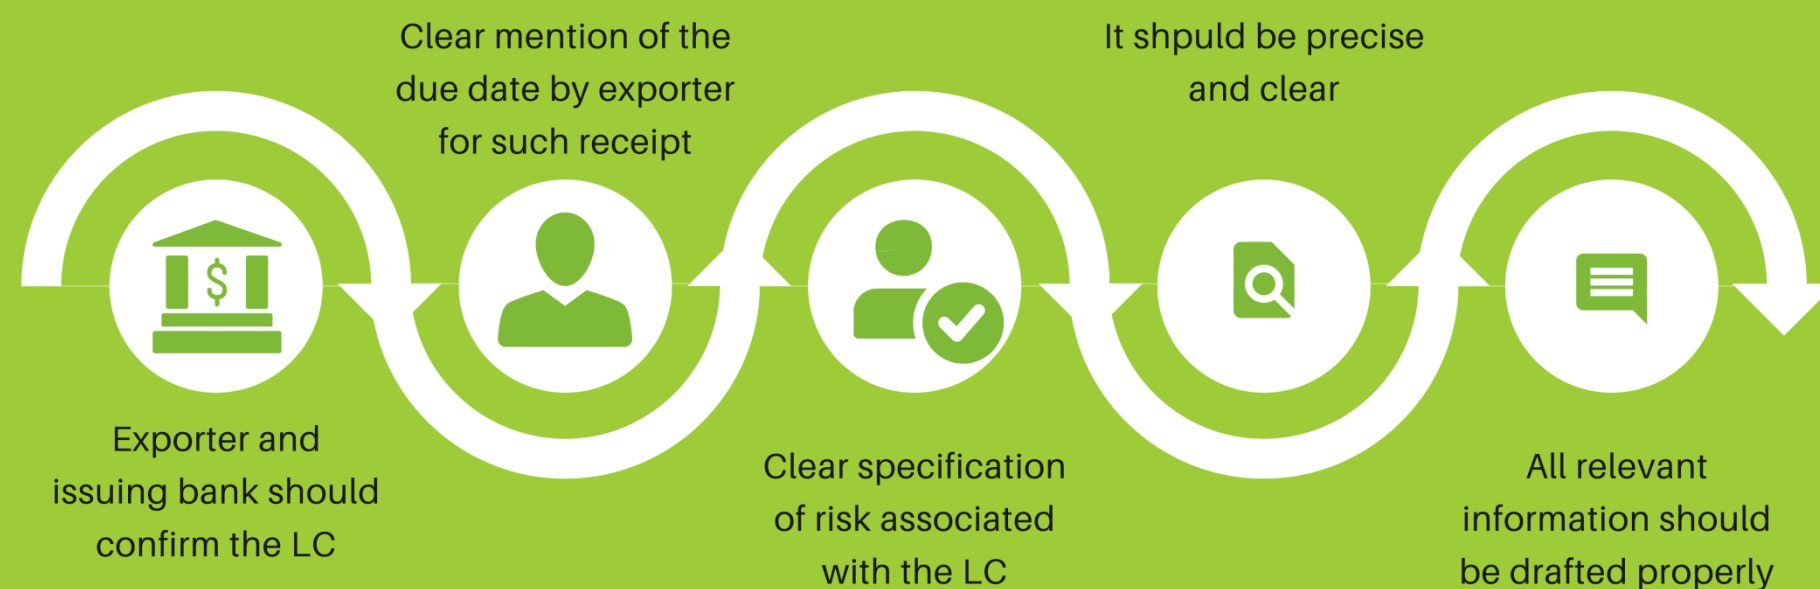 Exporter and
issuing bank should
confirm the LC
Clear mention of the
due date by exporter
for such receipt
Clear specification
of risk associated
with the LC
It shpuld be precise
and clear
All relevant
information should
be drafted properly
$